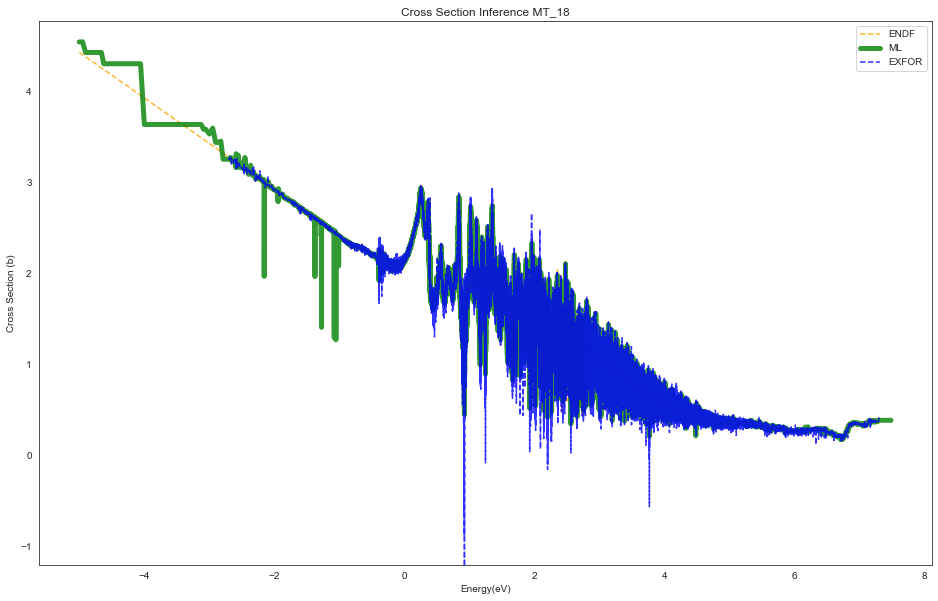 Cross Section Inference MT_18
ENDF
ML
EXFOR
Cross Section (b)
4
3
2
1
0
−1
−4
−2
0
2
4
6
8
Energy(eV)